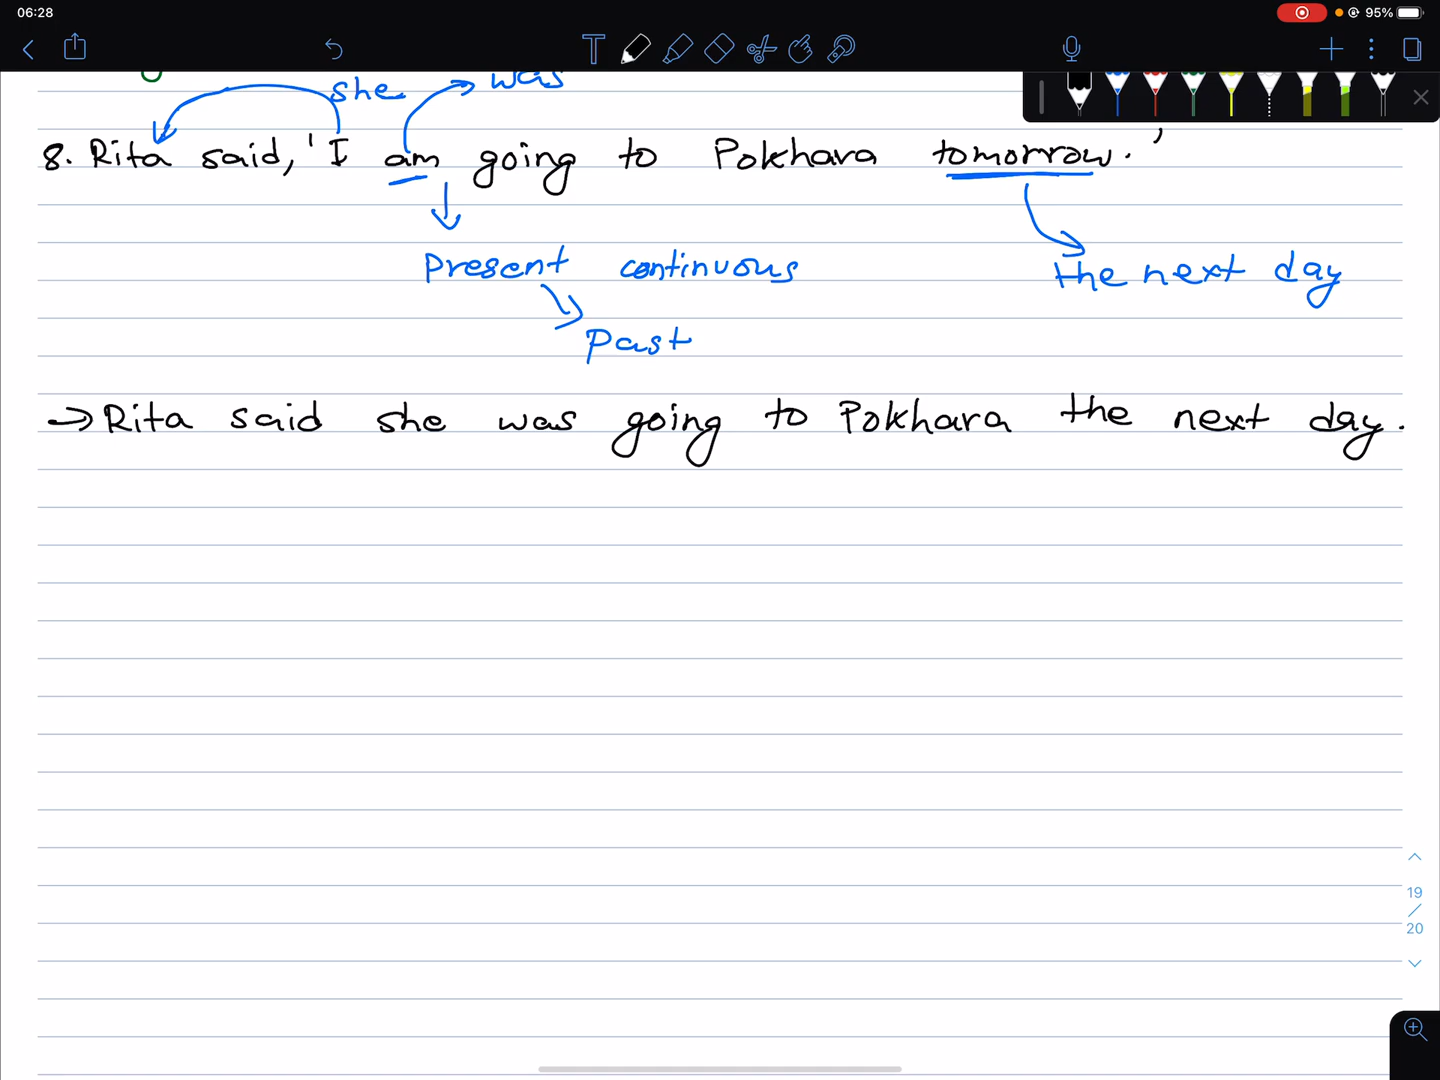 06:28
95%
she was
8. Rita said, 'I am going to Pokhara tomorrow.'
Present continuous the next day
Past
→ Rita said she was going to Pokhara the next day.
19
/
20